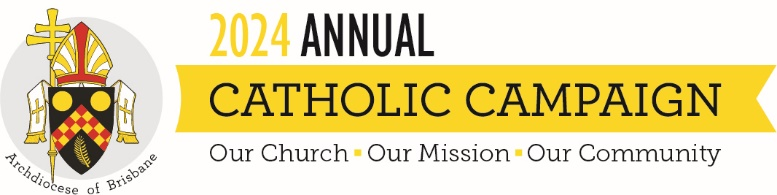 2024 ANNUAL
CATHOLIC CAMPAIGN
Our Church ▪ Our Mission ▪ Our Community
Archdiocese of Brisbane